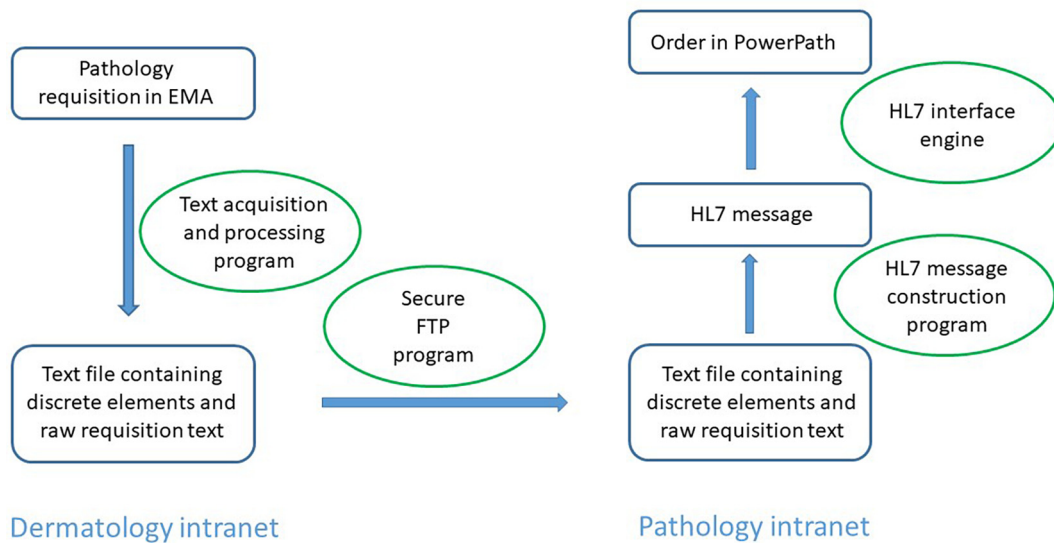 Pathology
requisition in EMA
Text acquisition
and processing
program
Secure
FTP
program
Text file containing
discrete elements and
raw requisition text
Dermatology intranet
Order in PowerPath
HL7 interface
engine
HL7 message
HL7 message
construction
program
Text file containing
discrete elements and
raw requisition text
Pathology intranet